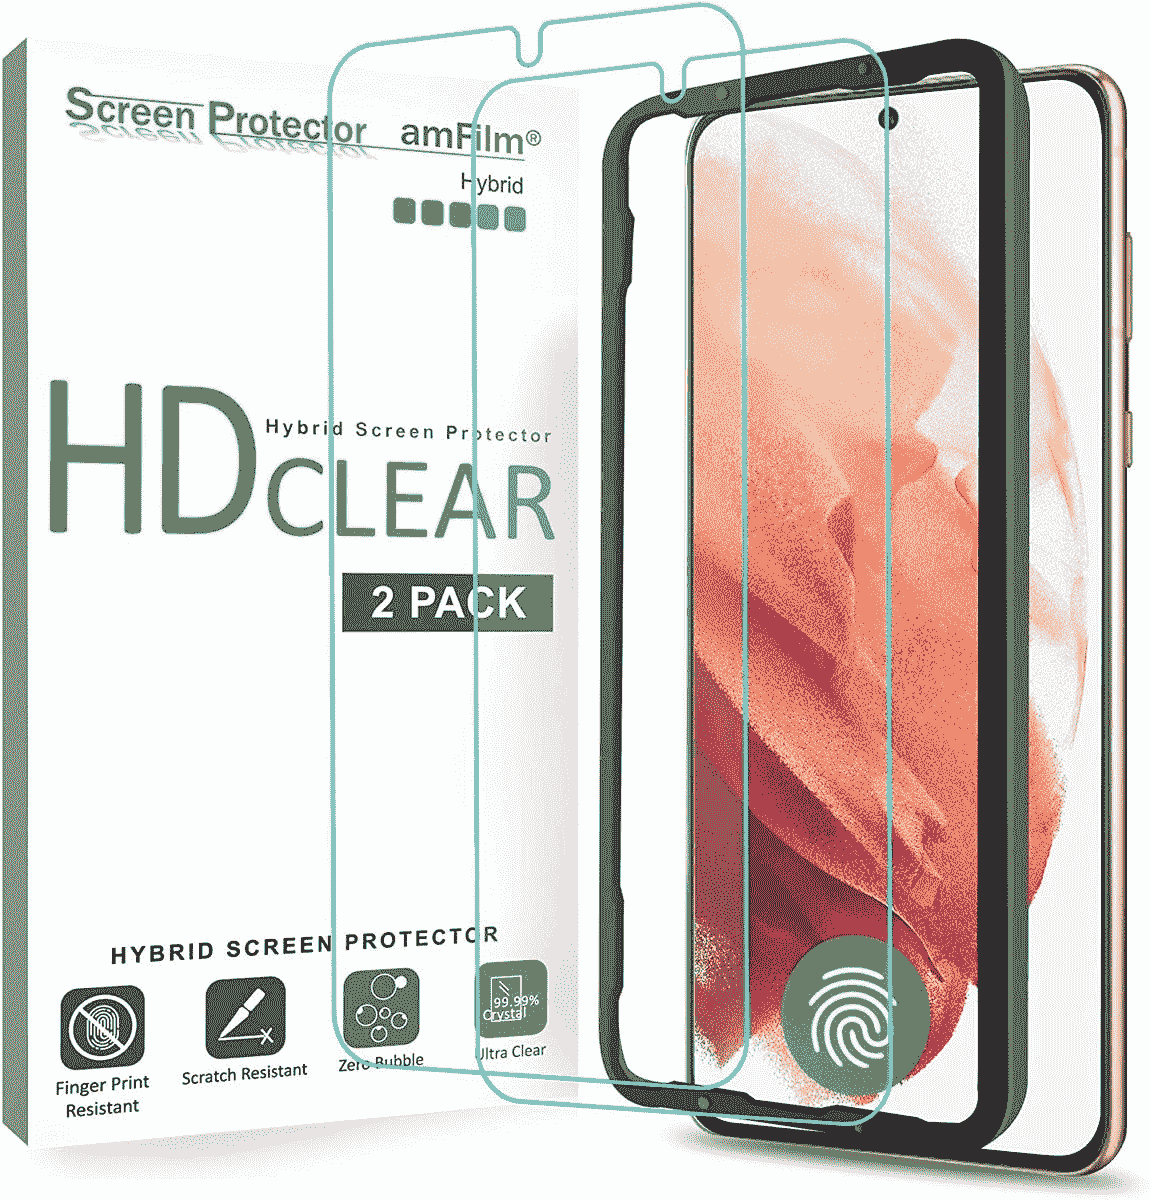 Screen Protector
amFilm®
Hybrid
Hybrid Screen Protector
HD CLEAR
2 PACK
HYBRID SCREEN PROTECTOR
Finger Print
Resistant
Scratch Resistant
Zero Bubble
99.99%
Crystal
Ultra Clear